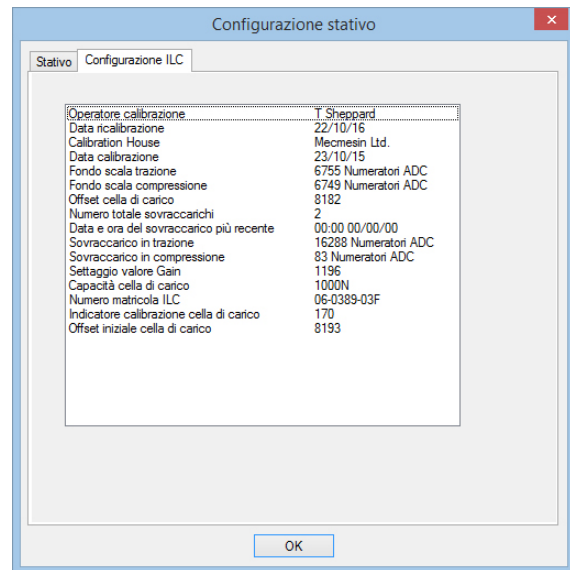 Configurazione stativo
Stativo Configurazione ILC
Operatore calibrazione T Sheppard
Data ricalibrazione 22/10/16
Calibration House Mecmesin Ltd.
Data calibrazione 23/10/15
Fondo scala trazione 6755 Numeratori ADC
Fondo scala compressione 6749 Numeratori ADC
Offset cella di carico 8182
Numero totale sovraccarichi 2
Data e ora del sovraccarico più recente 00:00 00/00/00
Sovraccarico in trazione 16288 Numeratori ADC
Sovraccarico in compressione 83 Numeratori ADC
Settaggio valore Gain 1196
Capacità cella di carico 1000N
Numero matricola ILC 06-0389-03F
Indicatore calibrazione cella di carico 170
Offset iniziale cella di carico 8193
OK